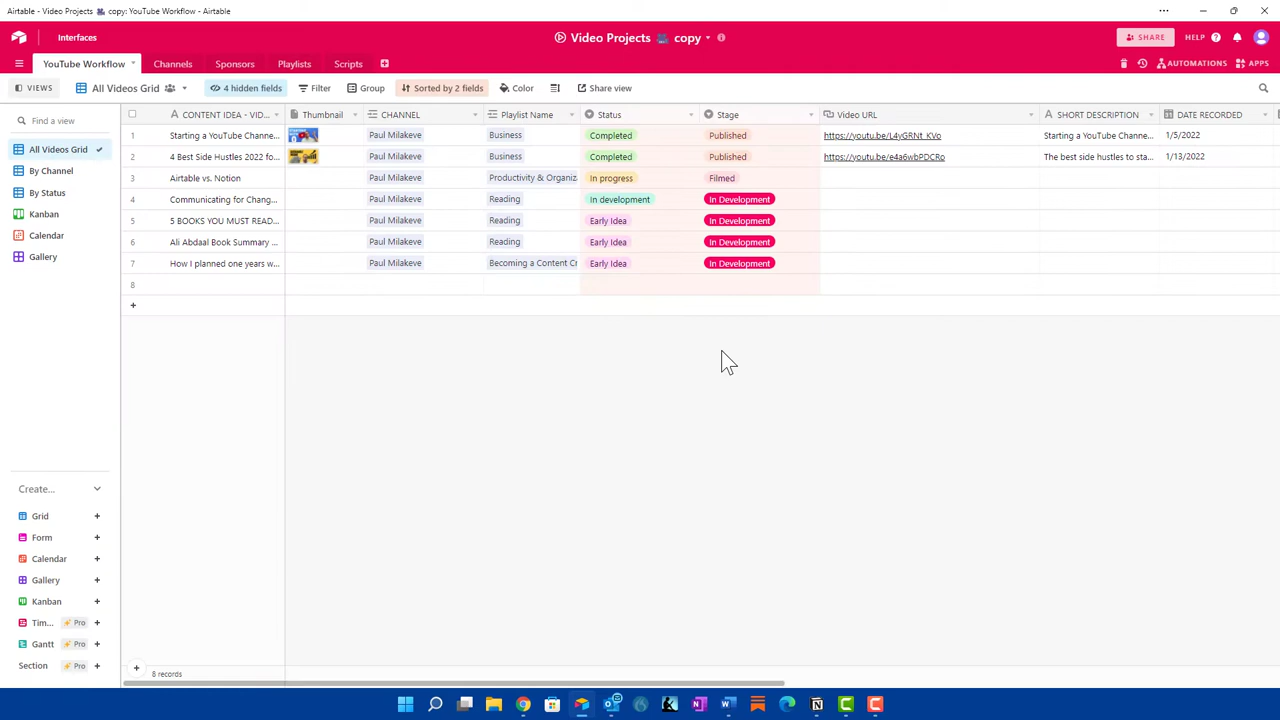 Airtable - Video Projects 🎥 copy: YouTube Workflow - Airtable
Interfaces
Video Projects 🎥 copy
SHARE
HELP
YouTube Workflow
Channels
Sponsors
Playlists
Scripts
AUTOMATIONS
APPS
VIEWS
All Videos Grid
4 hidden fields
Filter
Group
Sorted by 2 fields
Color
Share view
Find a view
All Videos Grid
By Channel
By Status
Kanban
Calendar
Gallery
CONTENT IDEA - VID... Thumbnail CHANNEL Playlist Name Status Stage Video URL SHORT DESCRIPTION DATE RECORDED
1 Starting a YouTube Channe... Paul Milakeve Business Completed Published https://youtu.be/L4yGRNt_KVo Starting a YouTube Channe... 1/5/2022
2 4 Best Side Hustles 2022 fo... Paul Milakeve Business Completed Published https://youtu.be/e4a6wbPDCRo The best side hustles to sta... 1/13/2022
3 Airtable vs. Notion Paul Milakeve Productivity & Organiz In progress Filmed
4 Communicating for Chang... Paul Milakeve Reading In development In Development
5 5 BOOKS YOU MUST READ... Paul Milakeve Reading Early Idea In Development
6 Ali Abdaal Book Summary ... Paul Milakeve Reading Early Idea In Development
7 How I planned one years w... Paul Milakeve Becoming a Content Cr Early Idea In Development
8
+
Create...
Grid +
Form +
Calendar +
Gallery +
Kanban +
Tim... Pro +
Gantt Pro +
Section Pro +
+
8 records